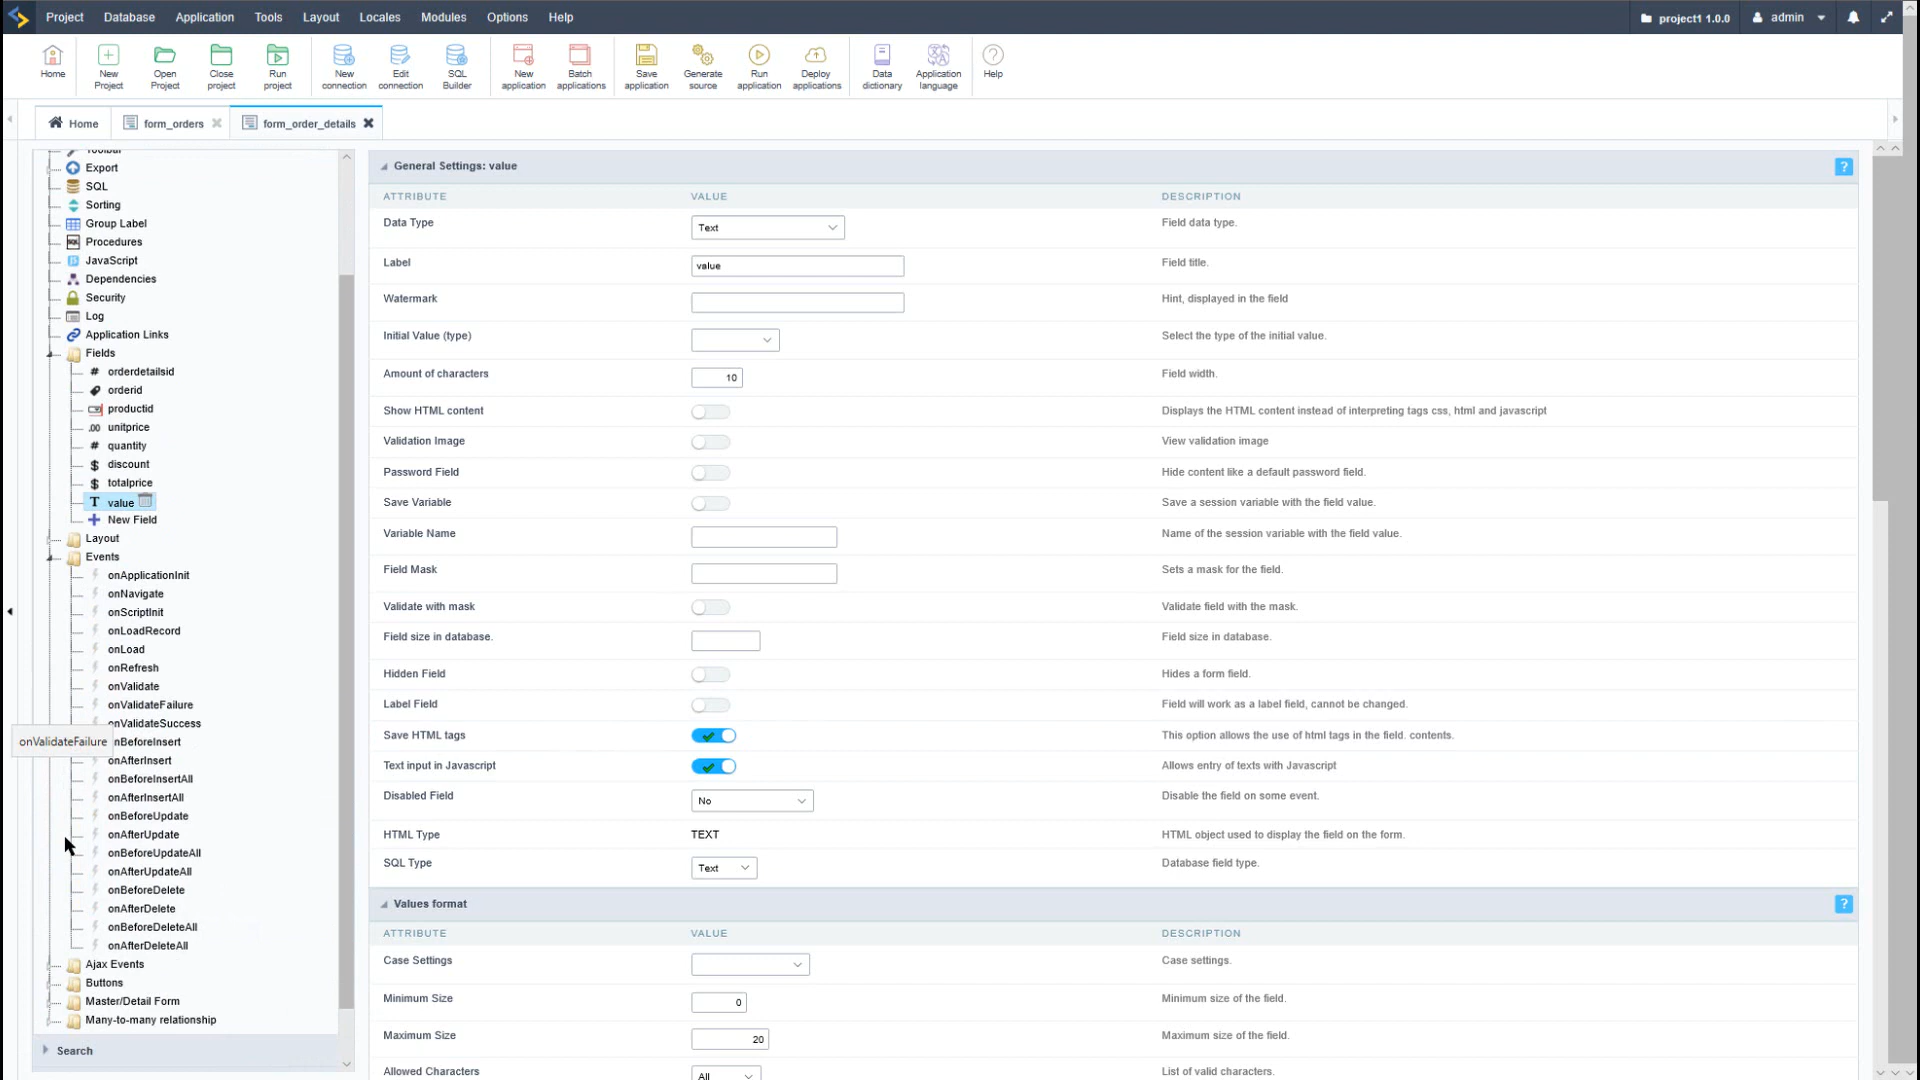 Project Database Application Tools Layout Locales Modules Options Help project1 1.0.0 admin
Home New Project Open Project Close project Run project New connection Edit connection SQL Builder New application Batch applications Save application Generate source Run application Deploy applications Data dictionary Application language Help
Home form_orders form_order_details
Toolbar
Export
SQL
Sorting
Group Label
Procedures
JavaScript
Dependencies
Security
Log
Application Links
Fields
orderdetailsid
orderid
productid
unitprice
quantity
discount
totalprice
value
New Field
Layout
Events
onApplicationInit
onNavigate
onScriptInit
onLoadRecord
onLoad
onRefresh
onValidate
onValidateFailure
onValidateSuccess
onValidateFailure
nBeforeInsert
onAfterInsert
onBeforeInsertAll
onAfterInsertAll
onBeforeUpdate
onAfterUpdate
onBeforeUpdateAll
onAfterUpdateAll
onBeforeDelete
onAfterDelete
onBeforeDeleteAll
onAfterDeleteAll
Ajax Events
Buttons
Master/Detail Form
Many-to-many relationship
Search
General Settings: value ?
ATTRIBUTE VALUE DESCRIPTION
Data Type Text Field data type.
Label value Field title.
Watermark Hint, displayed in the field
Initial Value (type) Select the type of the initial value.
Amount of characters 10 Field width.
Show HTML content Displays the HTML content instead of interpreting tags css, html and javascript
Validation Image View validation image
Password Field Hide content like a default password field.
Save Variable Save a session variable with the field value.
Variable Name Name of the session variable with the field value.
Field Mask Sets a mask for the field.
Validate with mask Validate field with the mask.
Field size in database. Field size in database.
Hidden Field Hides a form field.
Label Field Field will work as a label field, cannot be changed.
Save HTML tags This option allows the use of html tags in the field. contents.
Text input in Javascript Allows entry of texts with Javascript
Disabled Field No Disable the field on some event.
HTML Type TEXT HTML object used to display the field on the form.
SQL Type Text Database field type.
Values format ?
ATTRIBUTE VALUE DESCRIPTION
Case Settings Case settings.
Minimum Size 0 Minimum size of the field.
Maximum Size 20 Maximum size of the field.
Allowed Characters All List of valid characters.